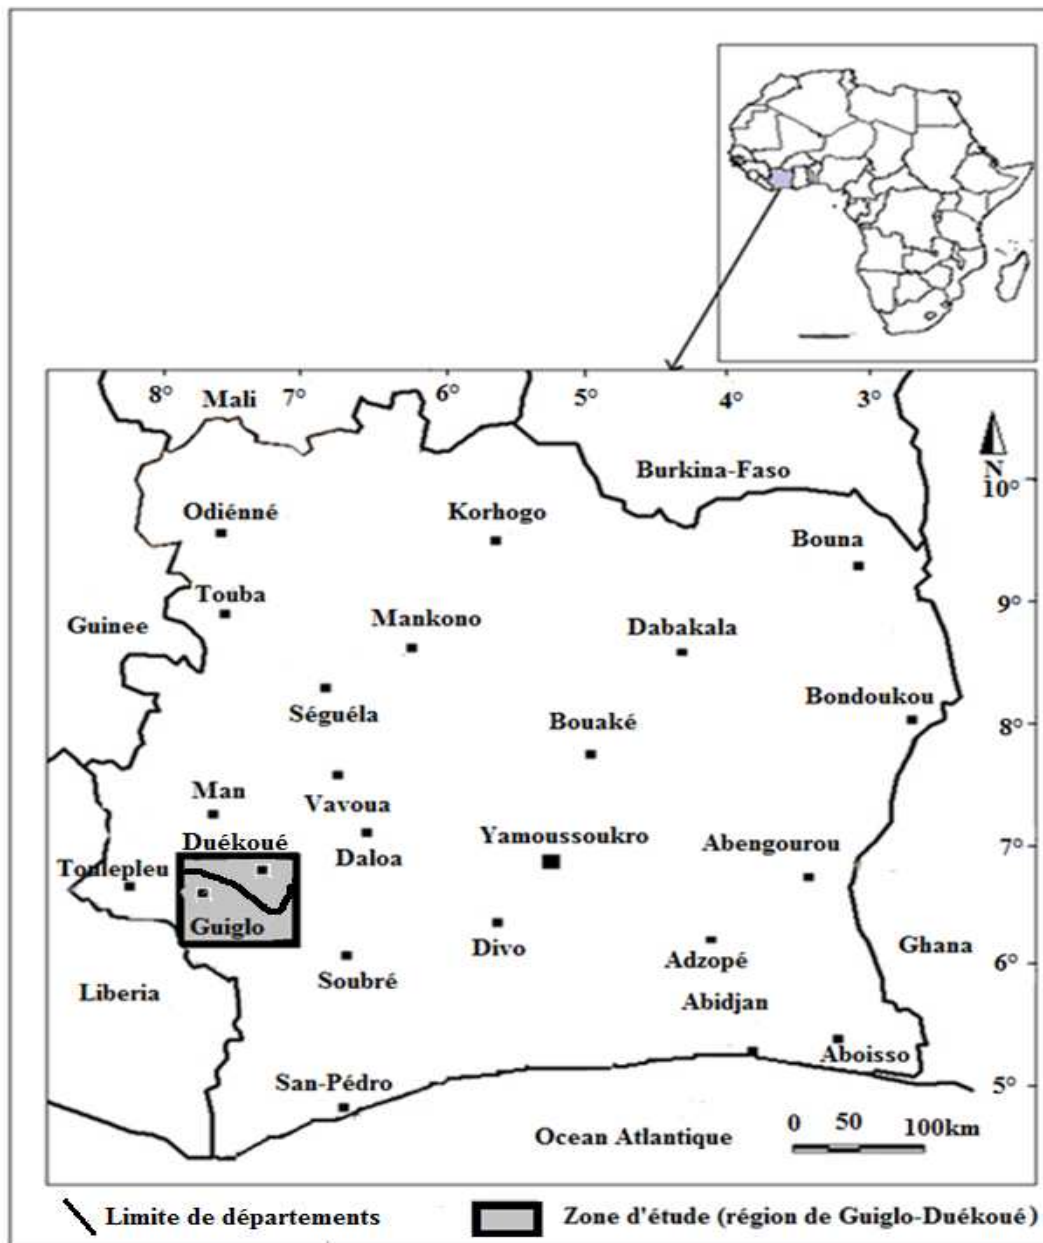 8° 7° 6° 5° 4° 3°
Mali
Burkina-Faso
N
10°
Odiénné
Korhogo
Bouna
Touba
9°
Guinee
Mankono
Dabakala
Séguéla
Bondoukou
Bouaké
8°
Man
Vavoua
Duékoué
Daloa
Yamoussoukro
Abengourou
7°
Toulepleu
Guiglo
Divo
Adzopé
Ghana
6°
Soubré
Liberia
Abidjan
Aboisso
San-Pédro
5°
Ocean Atlantique
0 50 100km
Limite de départements
Zone d'étude (région de Guiglo-Duékoué)